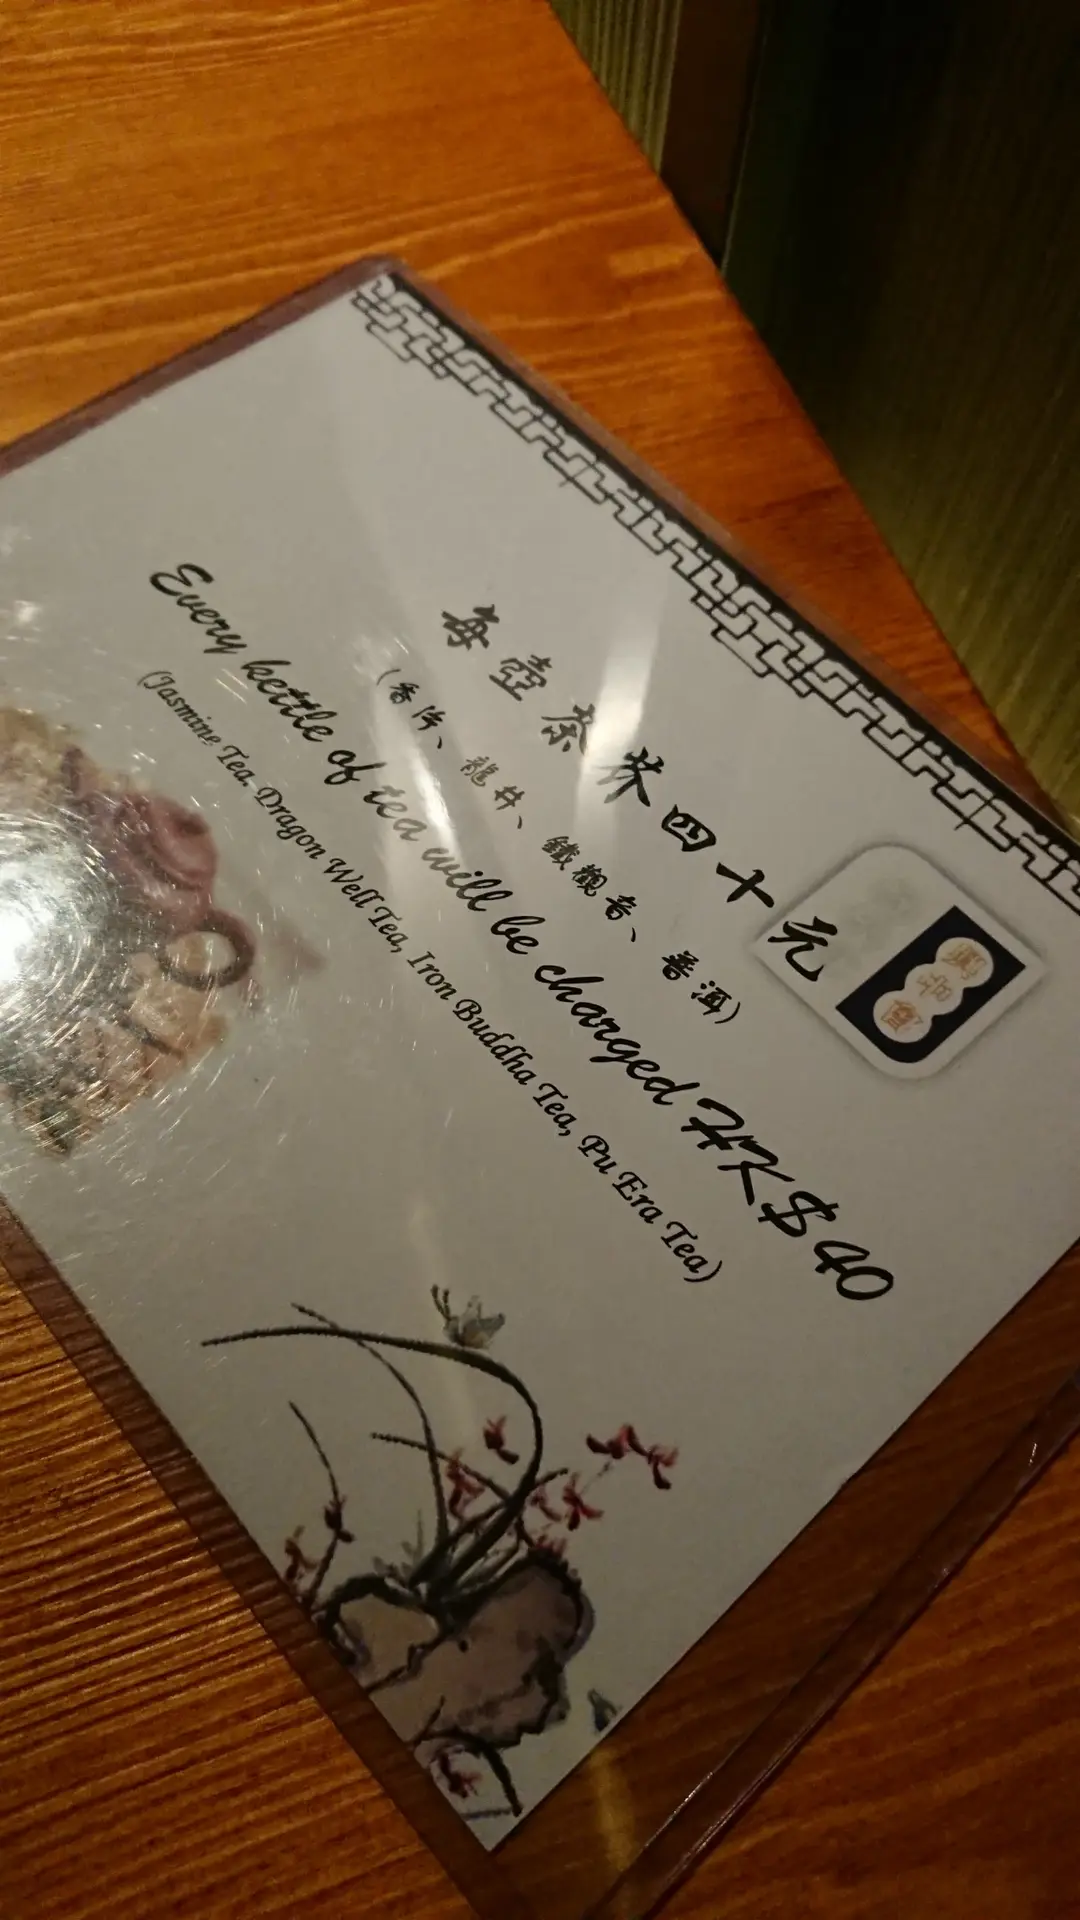 每壺茶芥四十元
(香片、龍井、鐵觀音、普洱)
Every kettle of tea will be charged HK$40
(Jasmine Tea. Dragon Well Tea, Iron Buddha Tea, Pu Era Tea)